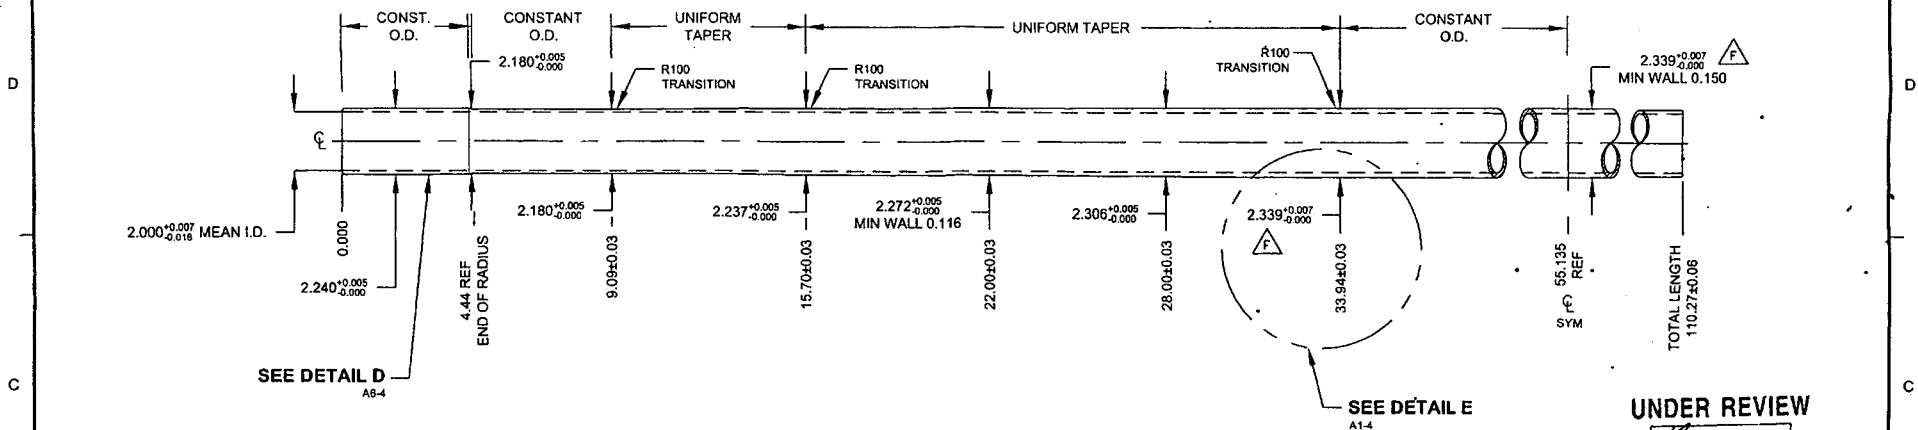 CONST.
O.D.
CONSTANT
O.D.
UNIFORM
TAPER
UNIFORM TAPER
CONSTANT
O.D.
2.180+0.005
-0.000
R100
TRANSITION
R100
TRANSITION
R100
TRANSITION
2.339+0.007
-0.000
F
MIN WALL 0.150
D
D
℄
2.000+0.007
-0.016 MEAN I.D.
0.000
2.240+0.005
-0.000
4.44 REF
END OF RADIUS
2.180+0.005
-0.000
9.09±0.03
2.237+0.005
-0.000
15.70±0.03
2.272+0.005
-0.000
MIN WALL 0.116
22.00±0.03
2.306+0.005
-0.000
28.00±0.03
2.339+0.007
-0.000
F
33.94±0.03
55.135
REF
℄
SYM
TOTAL LENGTH
110.27±0.06
SEE DETAIL D
A6-4
SEE DETAIL E
A1-4
C
C
UNDER REVIEW